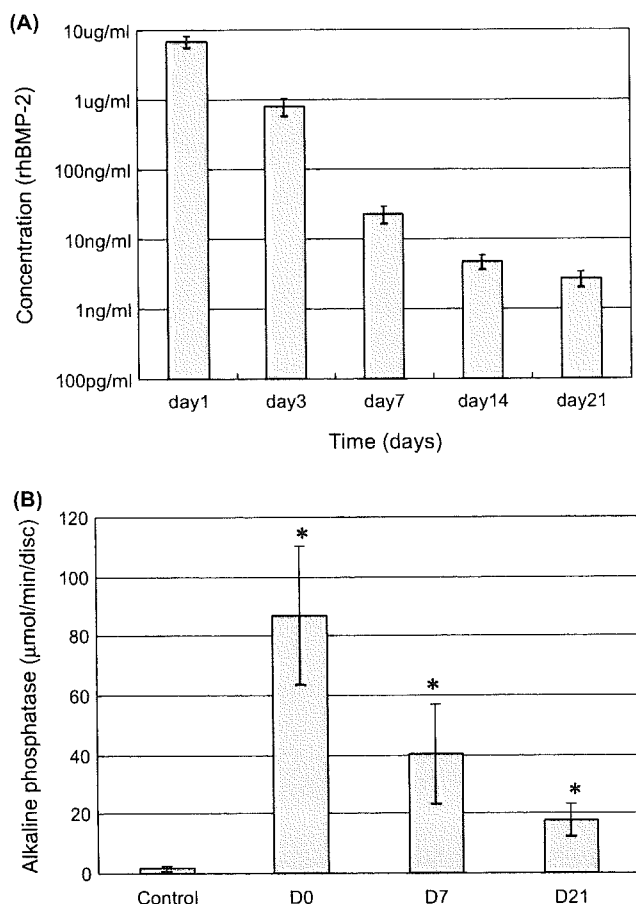 (A)
Concentration (rhBMP-2)
10ug/ml
1ug/ml
100ng/ml
10ng/ml
1ng/ml
100pg/ml
day1 day3 day7 day14 day21
Time (days)
(B)
Alkaline phosphatase (µmol/min/disc)
120
100
80
60
40
20
0
* * *
Control D0 D7 D21